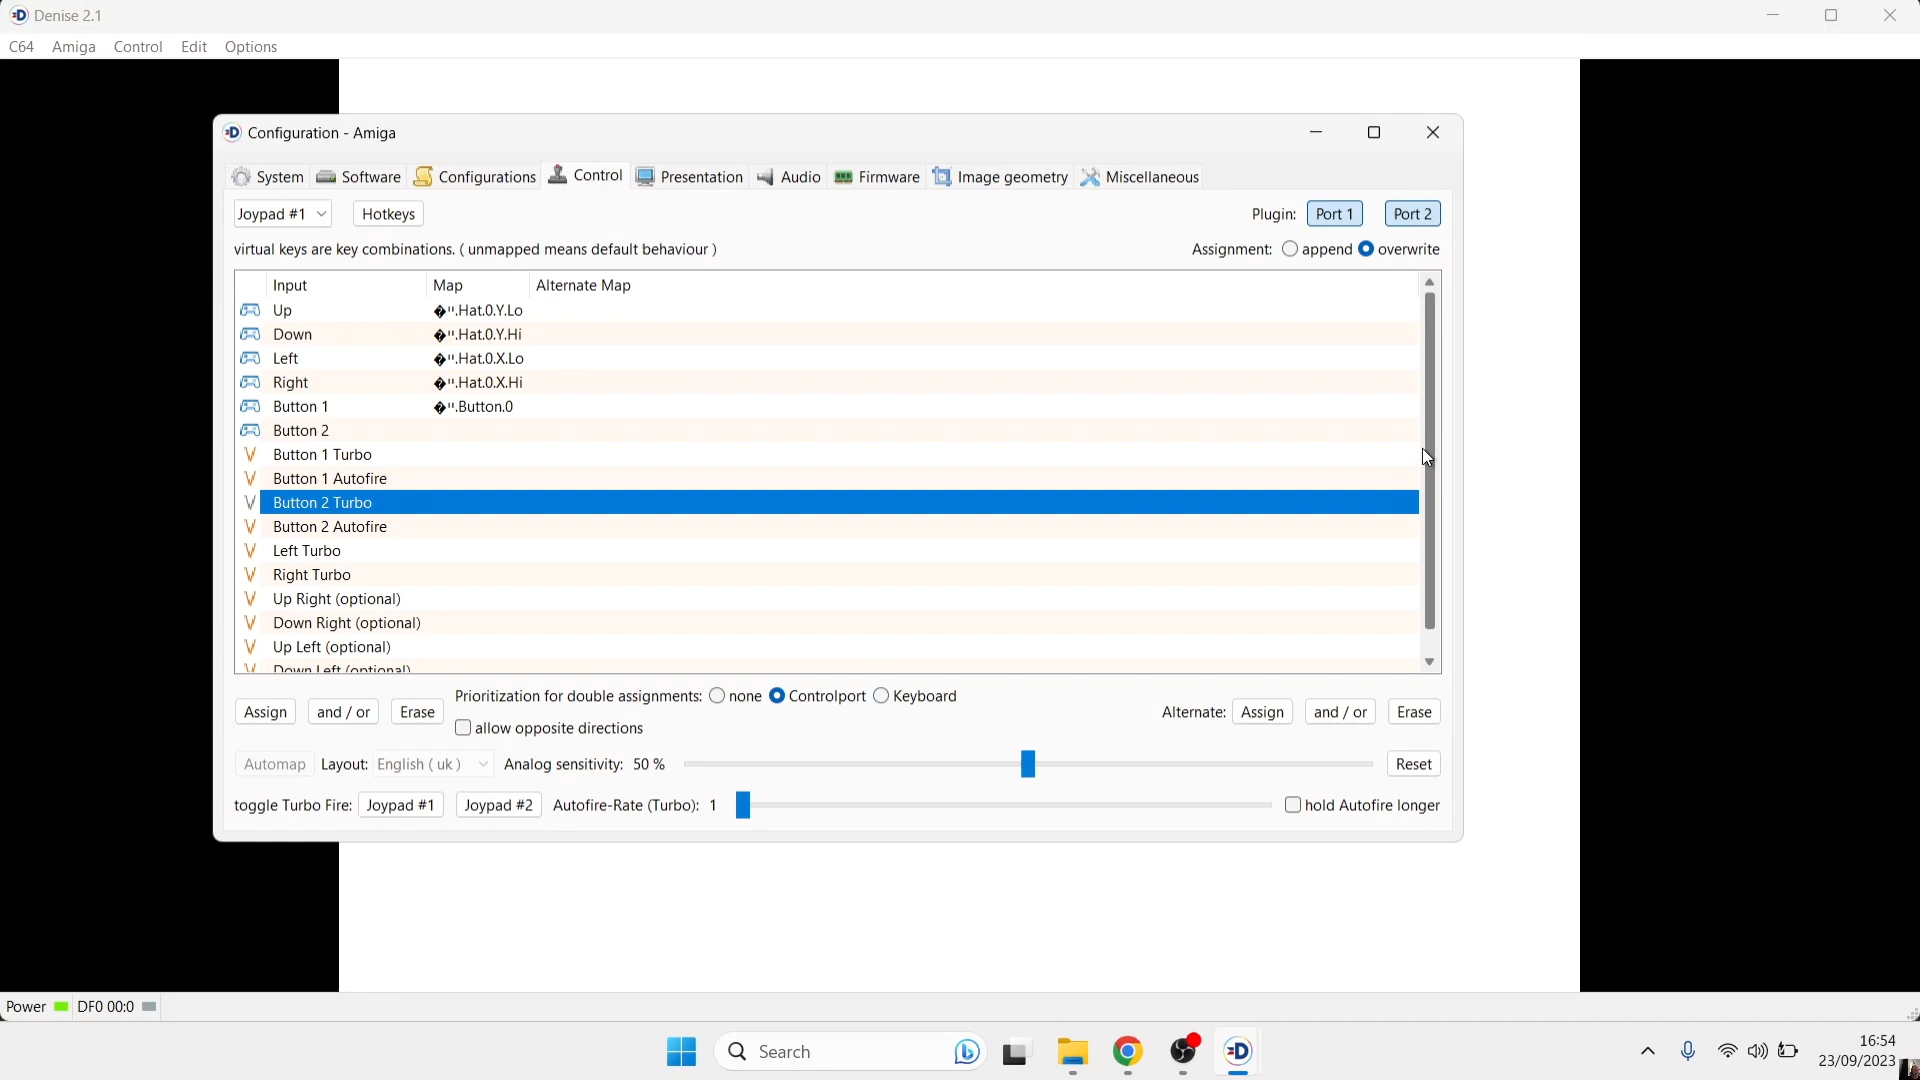 Denise 2.1
C64 Amiga Control Edit Options
Configuration - Amiga
System Software Configurations Control Presentation Audio Firmware Image geometry Miscellaneous
Joypad #1 Hotkeys Plugin: Port 1 Port 2
virtual keys are key combinations. ( unmapped means default behaviour ) Assignment: append overwrite
Input Map Alternate Map
Up �".Hat.0.Y.Lo
Down �".Hat.0.Y.Hi
Left �".Hat.0.X.Lo
Right �".Hat.0.X.Hi
Button 1 �".Button.0
Button 2
Button 1 Turbo
Button 1 Autofire
Button 2 Turbo
Button 2 Autofire
Left Turbo
Right Turbo
Up Right (optional)
Down Right (optional)
Up Left (optional)
Down Left (optional)
Prioritization for double assignments: none Controlport Keyboard
Assign and / or Erase Alternate: Assign and / or Erase
allow opposite directions
Automap Layout: English ( uk ) Analog sensitivity: 50 % Reset
toggle Turbo Fire: Joypad #1 Joypad #2 Autofire-Rate (Turbo): 1 hold Autofire longer
Power DF0 00:0
Search
16:54
23/09/2023